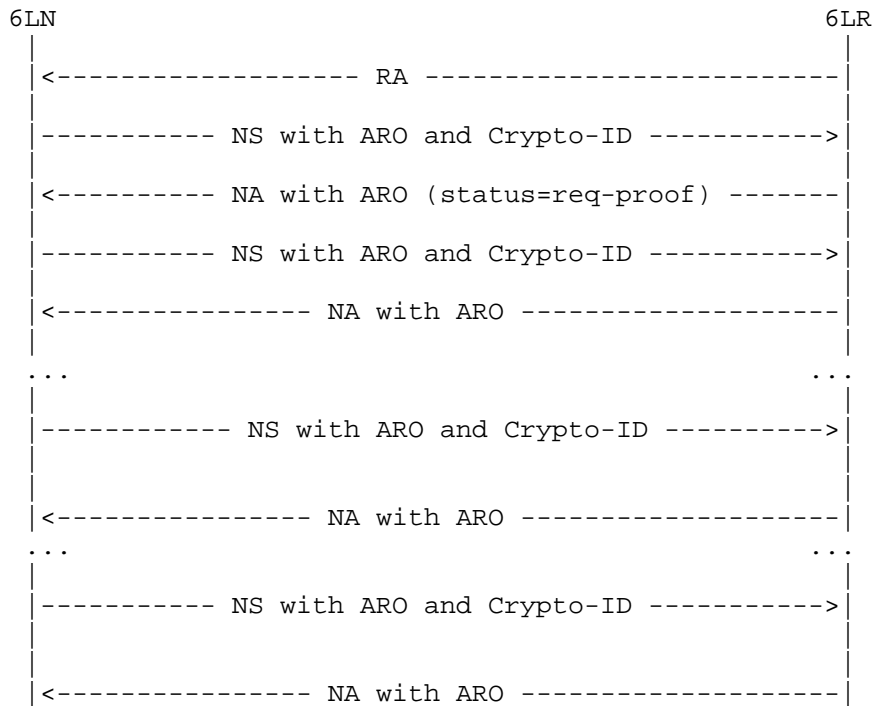 6LN 6LR
|<------------------- RA --------------------------|
|----------- NS with ARO and Crypto-ID ----------->|
|<---------- NA with ARO (status=req-proof) -------|
|----------- NS with ARO and Crypto-ID ----------->|
|<---------------- NA with ARO --------------------|
... ...
|------------ NS with ARO and Crypto-ID ---------->|
|<---------------- NA with ARO --------------------|
... ...
|----------- NS with ARO and Crypto-ID ----------->|
|<---------------- NA with ARO --------------------|